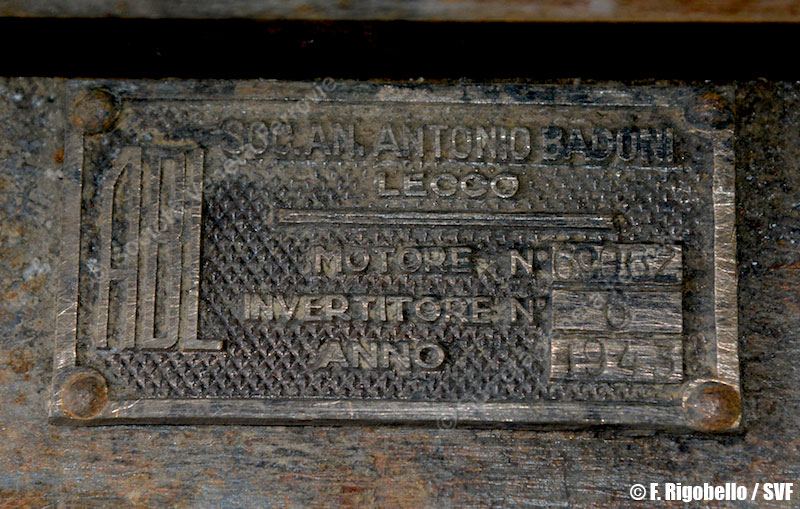 ABL
SOC. AN. ANTONIO BADONI
LECCO
MOTORE N°
INVERTITORE N°
ANNO
© F. Rigobello / SVF